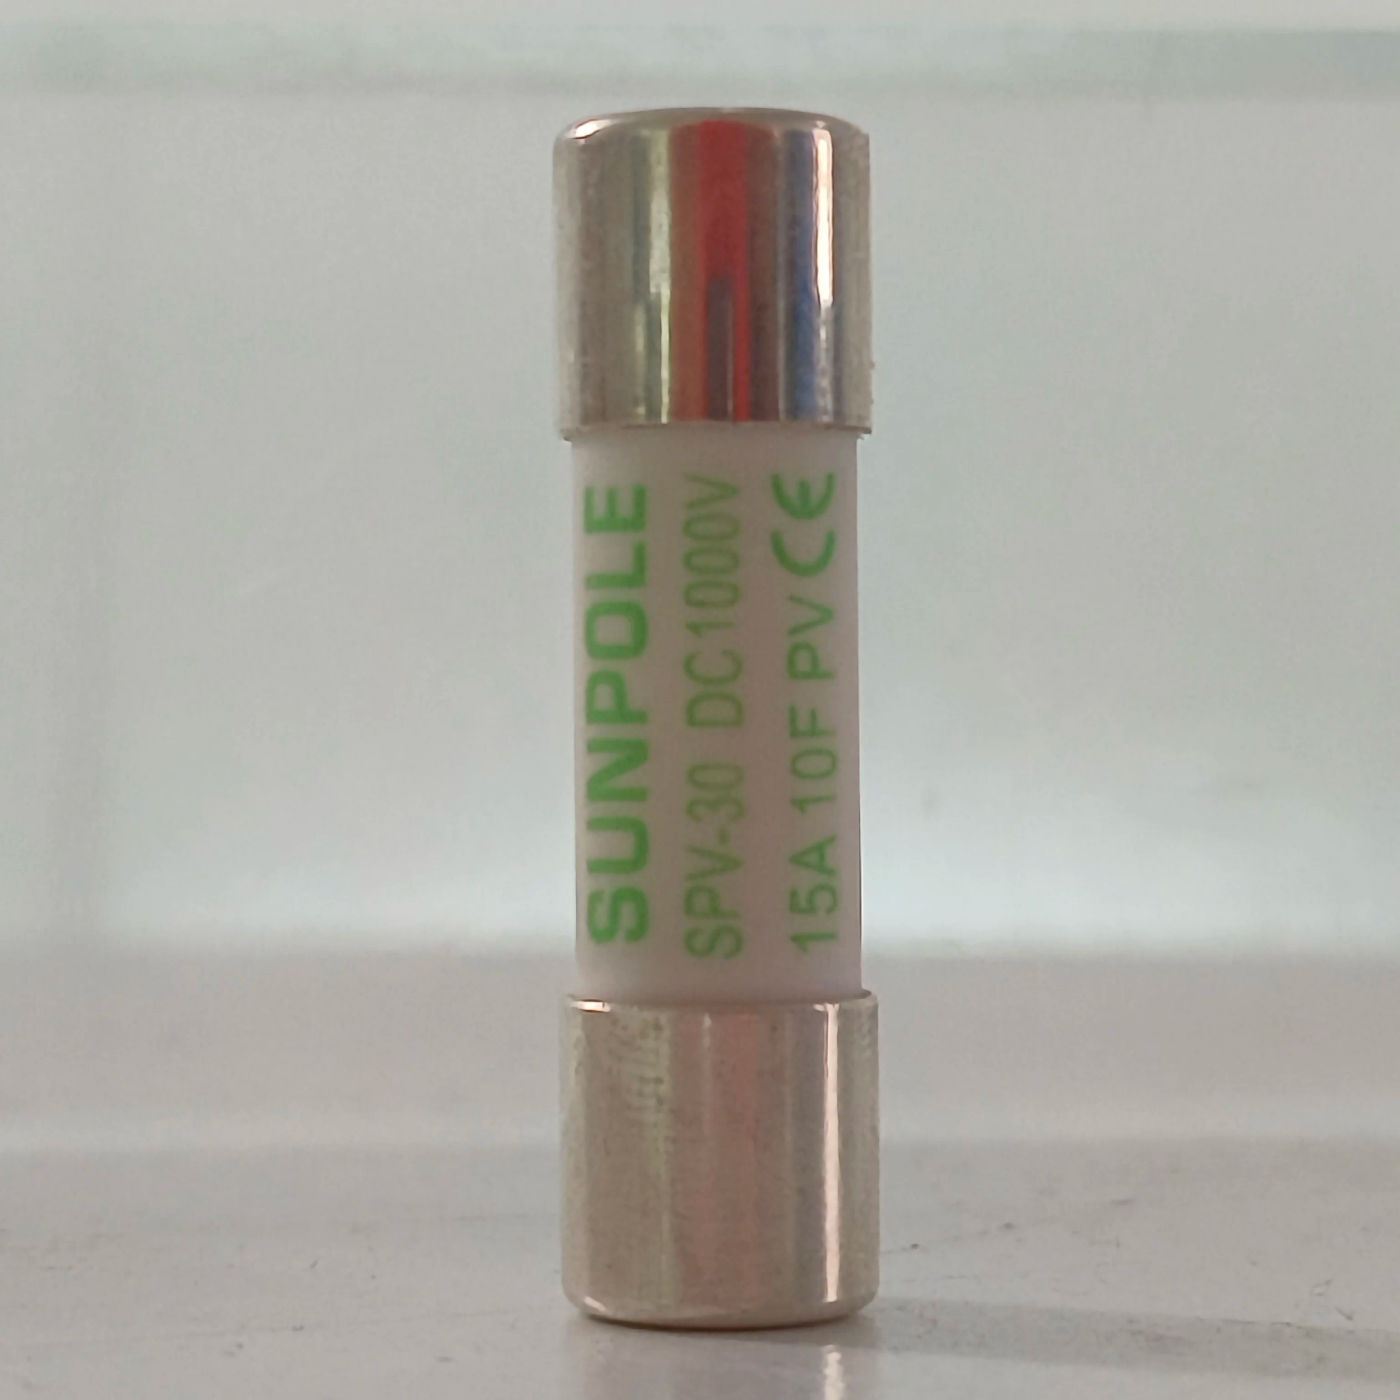 SUNPOLE
SPV-30 DC1000V
15A 10F PV CE